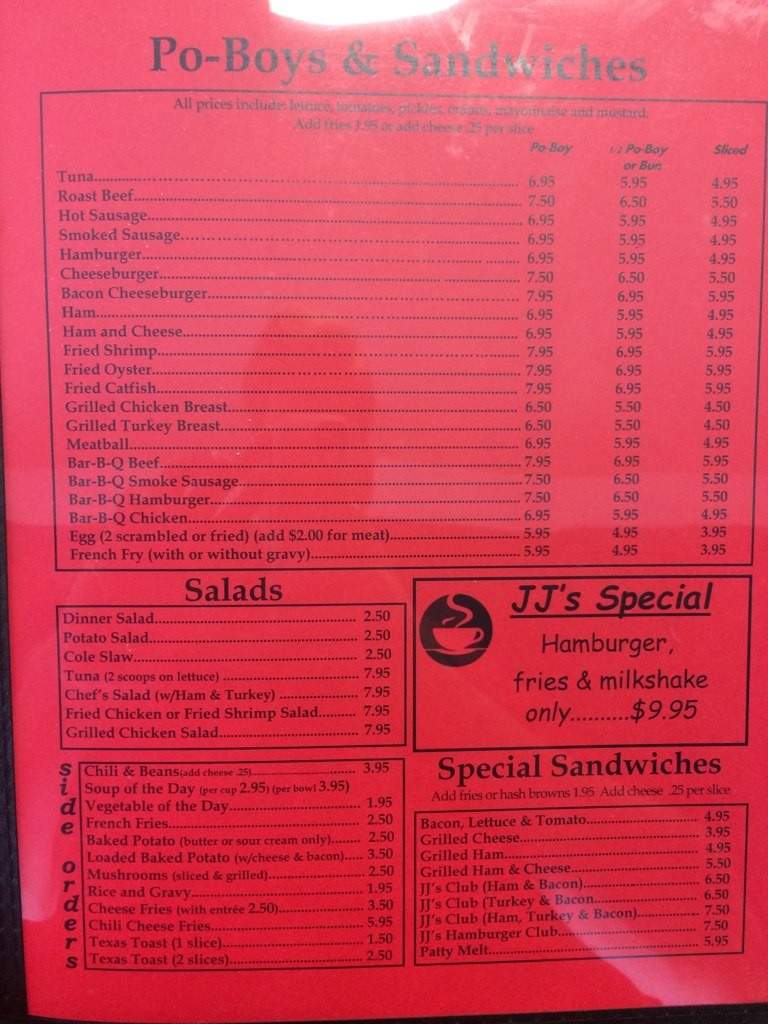 Po-Boys & Sandwiches
All prices include: lettuce, tomatoes, pickles, onions, mayonnaise and mustard.
Add fries 1.95 or add cheese .25 per slice
Po-Boy 1/2 Po-Boy or Bun Sliced
Tuna 6.95 5.95 4.95
Roast Beef 7.50 6.50 5.50
Hot Sausage 6.95 5.95 4.95
Smoked Sausage 6.95 5.95 4.95
Hamburger 6.95 5.95 4.95
Cheeseburger 7.50 6.50 5.50
Bacon Cheeseburger 7.95 6.95 5.95
Ham 6.95 5.95 4.95
Ham and Cheese 6.95 5.95 4.95
Fried Shrimp 7.95 6.95 5.95
Fried Oyster 7.95 6.95 5.95
Fried Catfish 7.95 6.95 5.95
Grilled Chicken Breast 6.50 5.50 4.50
Grilled Turkey Breast 6.50 5.50 4.50
Meatball 6.95 5.95 4.95
Bar-B-Q Beef 7.95 6.95 5.95
Bar-B-Q Smoke Sausage 7.50 6.50 5.50
Bar-B-Q Hamburger 7.50 6.50 5.50
Bar-B-Q Chicken 6.95 5.95 4.95
Egg (2 scrambled or fried) (add $2.00 for meat) 5.95 4.95 3.95
French Fry (with or without gravy) 5.95 4.95 3.95
Salads
Dinner Salad 2.50
Potato Salad 2.50
Cole Slaw 2.50
Tuna (2 scoops on lettuce) 7.95
Chef's Salad (w/Ham & Turkey) 7.95
Fried Chicken or Fried Shrimp Salad 7.95
Grilled Chicken Salad 7.95
JJ's Special
Hamburger,
fries & milkshake
only..........$9.95
side orders
Chili & Beans (add cheese .25) 3.95
Soup of the Day (per cup 2.95) (per bowl 3.95)
Vegetable of the Day 1.95
French Fries 2.50
Baked Potato (butter or sour cream only) 2.50
Loaded Baked Potato (w/cheese & bacon) 3.50
Mushrooms (sliced & grilled) 2.50
Rice and Gravy 1.95
Cheese Fries (with entrée 2.50) 3.50
Chili Cheese Fries 5.95
Texas Toast (1 slice) 1.50
Texas Toast (2 slices) 2.50
Special Sandwiches
Add fries or hash browns 1.95 Add cheese .25 per slice
Bacon, Lettuce & Tomato 4.95
Grilled Cheese 3.95
Grilled Ham 4.95
Grilled Ham & Cheese 5.50
JJ's Club (Ham & Bacon) 6.50
JJ's Club (Turkey & Bacon 6.50
JJ's Club (Ham, Turkey & Bacon) 7.50
JJ's Hamburger Club 7.50
Patty Melt 5.95